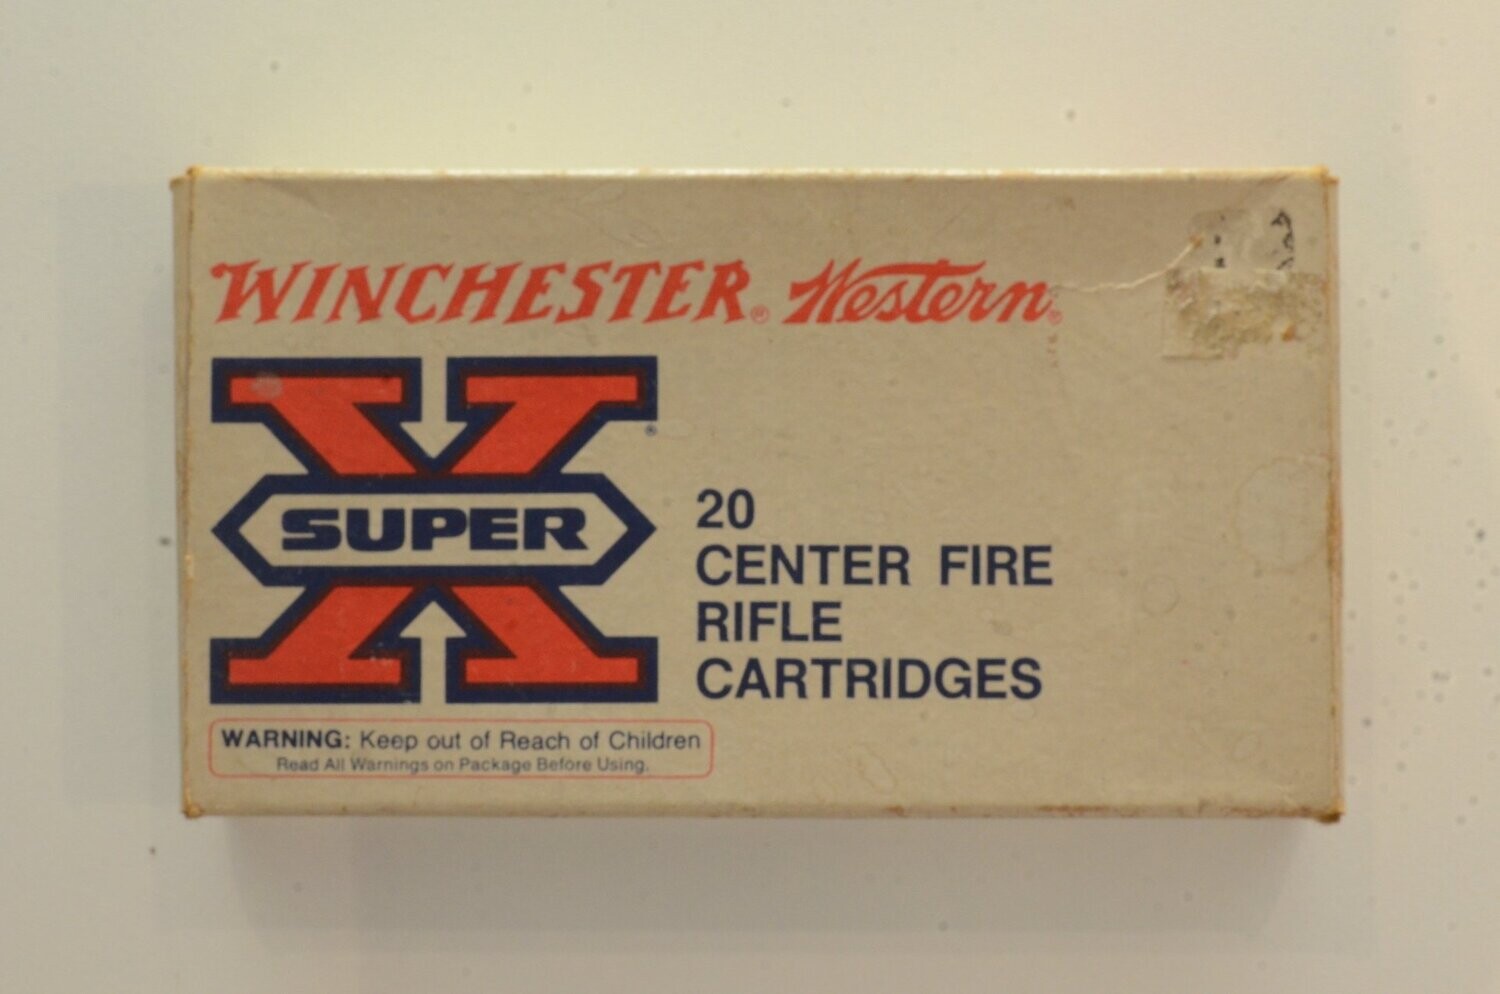 WINCHESTER® Western®
SUPER X®
20
CENTER FIRE
RIFLE
CARTRIDGES
WARNING: Keep out of Reach of Children
Read All Warnings on Package Before Using.